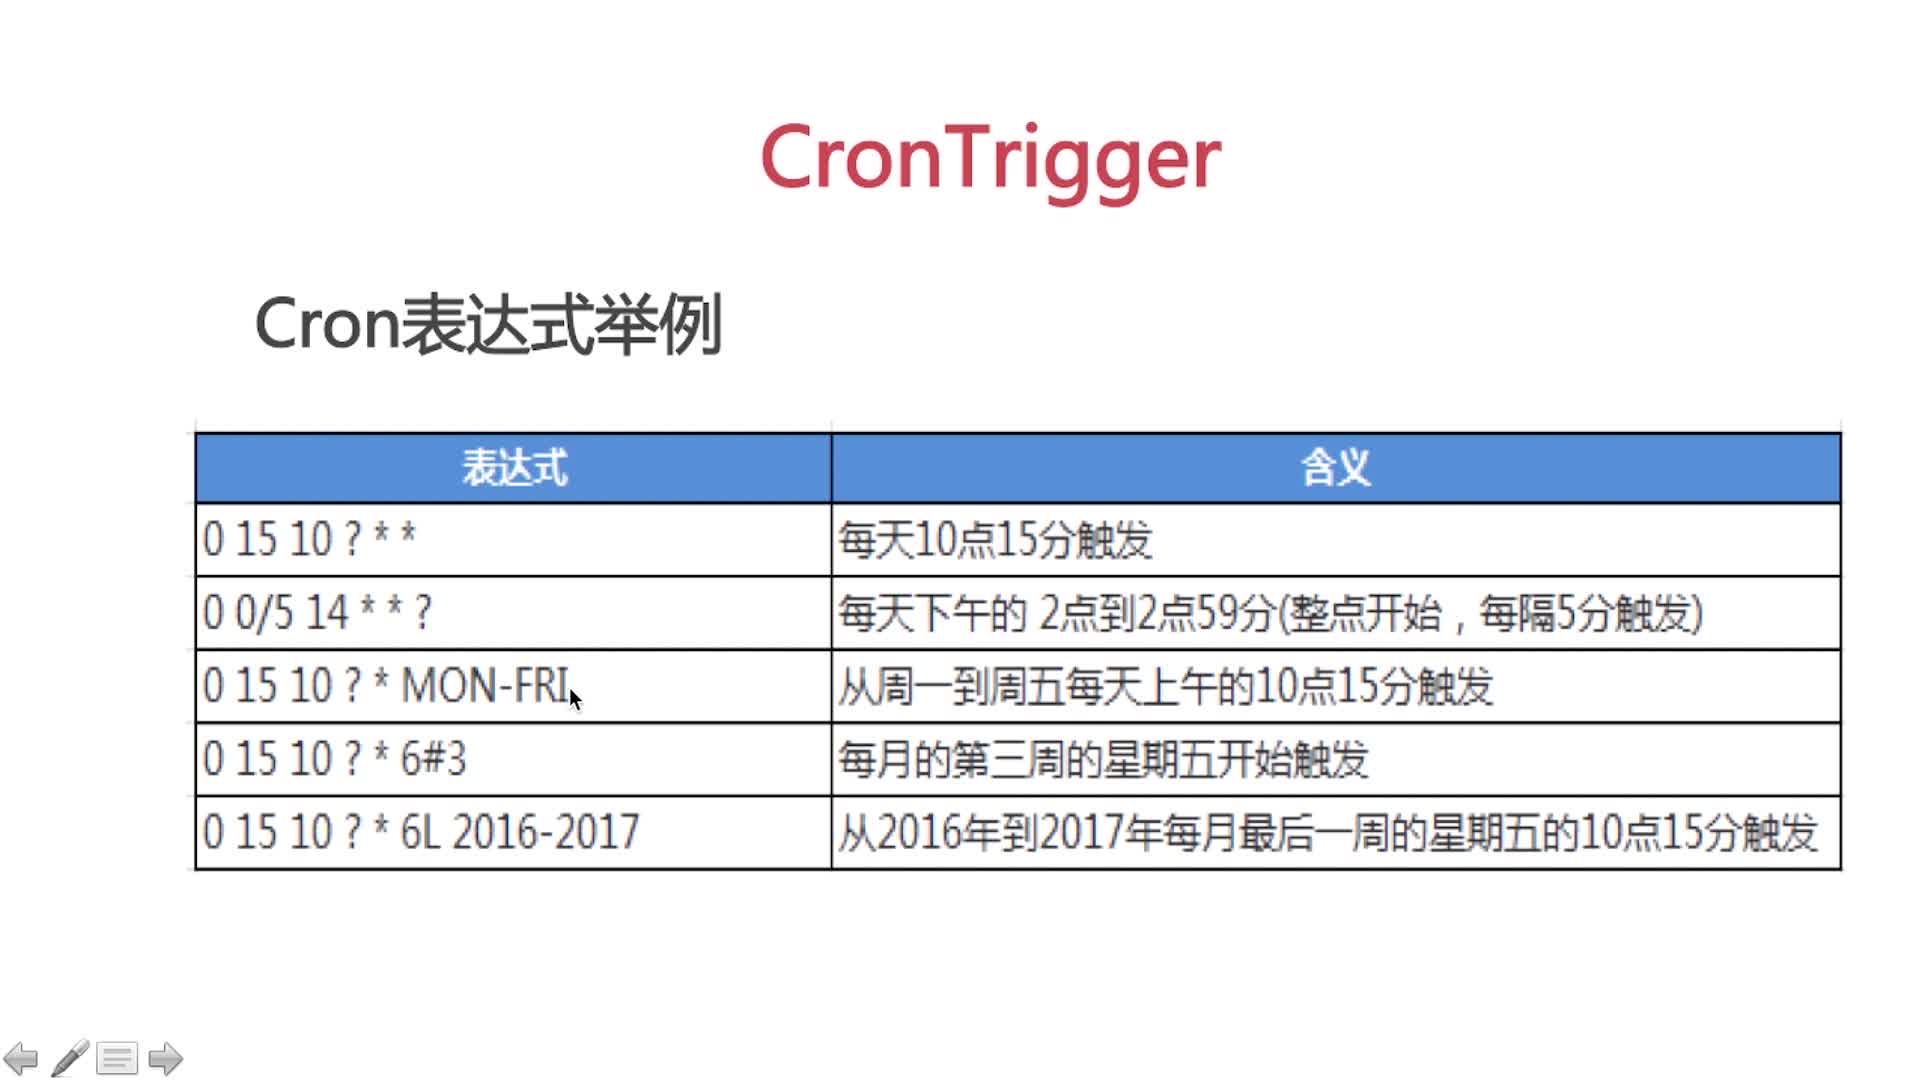 CronTrigger
Cron表达式举例
表达式 含义
0 15 10 ? * * 每天10点15分触发
0 0/5 14 * * ? 每天下午的 2点到2点59分(整点开始，每隔5分触发)
0 15 10 ? * MON-FRI 从周一到周五每天上午的10点15分触发
0 15 10 ? * 6#3 每月的第三周的星期五开始触发
0 15 10 ? * 6L 2016-2017 从2016年到2017年每月最后一周的星期五的10点15分触发